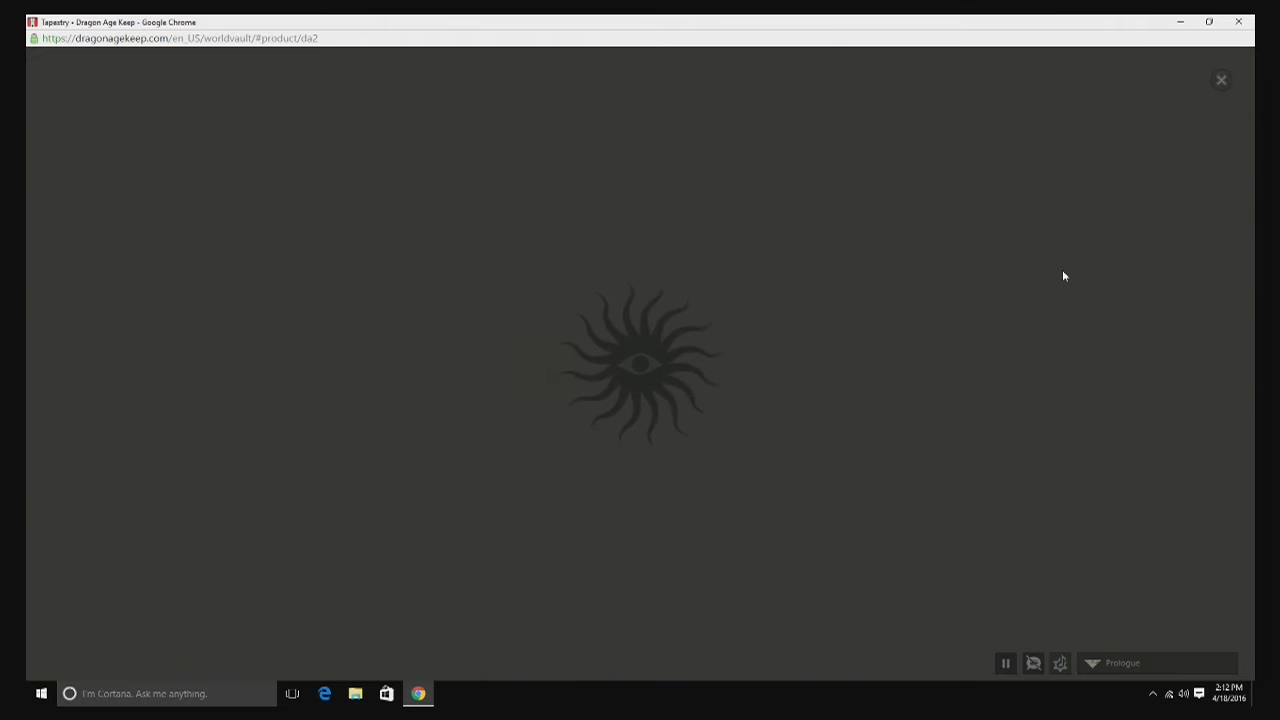 Tapestry • Dragon Age Keep - Google Chrome
https://dragonagekeep.com/en_US/worldvault/#product/da2
Prologue
I'm Cortana. Ask me anything.
2:12 PM
4/18/2016